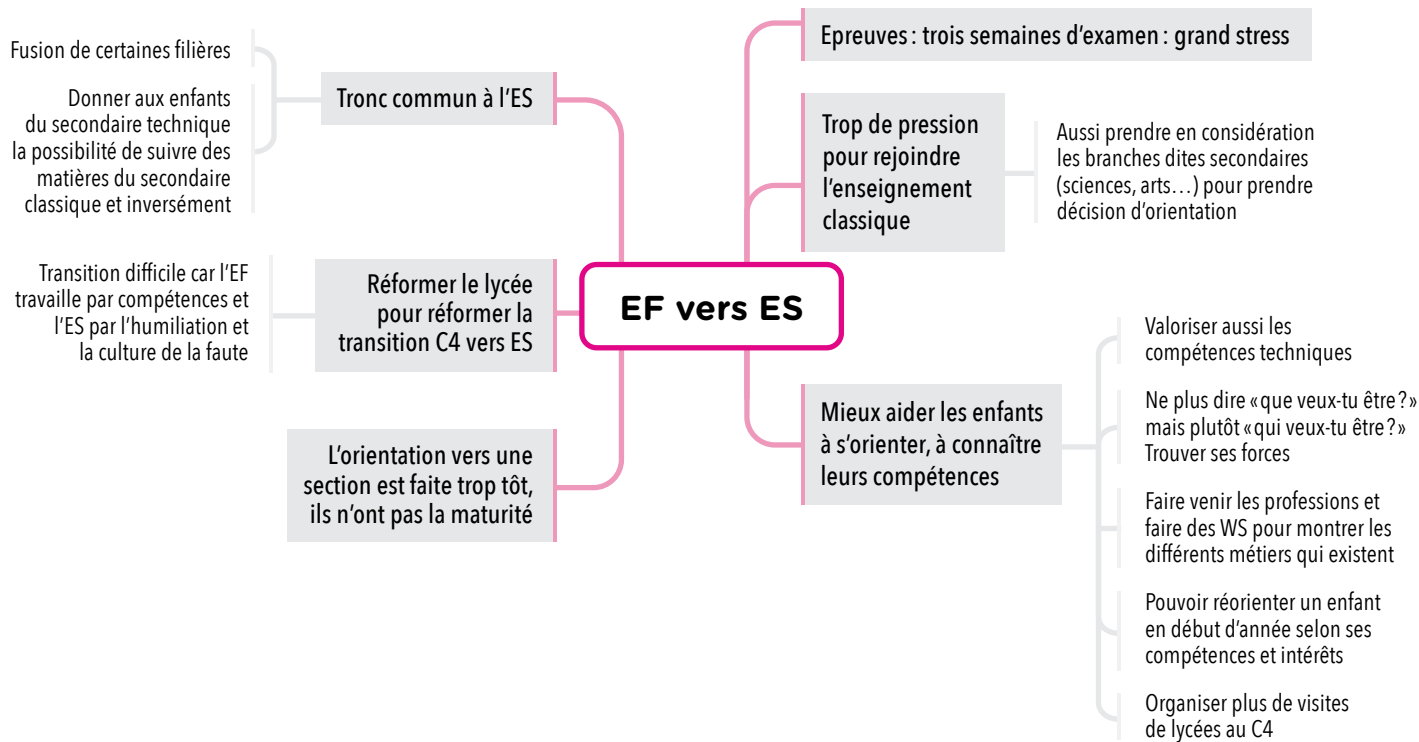 EF vers ES
Tronc commun à l'ES
Fusion de certaines filières
Donner aux enfants
du secondaire technique
la possibilité de suivre des
matières du secondaire
classique et inversément
Réformer le lycée
pour réformer la
transition C4 vers ES
Transition difficile car l'EF
travaille par compétences et
l'ES par l'humiliation et
la culture de la faute
L'orientation vers une
section est faite trop tôt,
ils n'ont pas la maturité
Epreuves : trois semaines d'examen : grand stress
Trop de pression
pour rejoindre
l'enseignement
classique
Aussi prendre en considération
les branches dites secondaires
(sciences, arts…) pour prendre
décision d'orientation
Mieux aider les enfants
à s'orienter, à connaître
leurs compétences
Valoriser aussi les
compétences techniques
Ne plus dire «que veux-tu être ?»
mais plutôt «qui veux-tu être ?»
Trouver ses forces
Faire venir les professions et
faire des WS pour montrer les
différents métiers qui existent
Pouvoir réorienter un enfant
en début d'année selon ses
compétences et intérêts
Organiser plus de visites
de lycées au C4